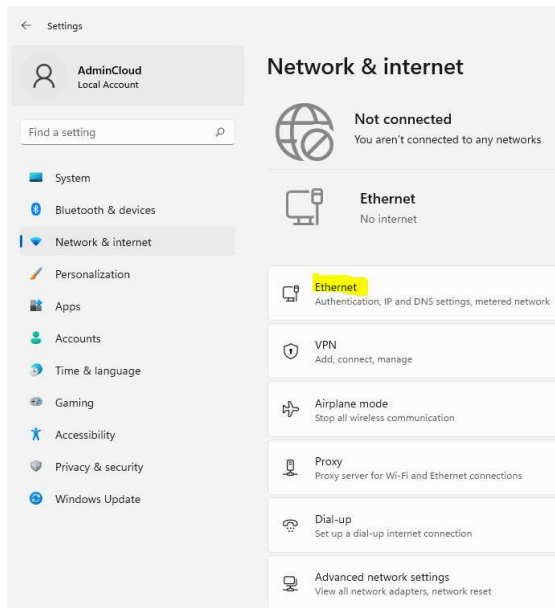 Settings
AdminCloud
Local Account
Find a setting
System
Bluetooth & devices
Network & internet
Personalization
Apps
Accounts
Time & language
Gaming
Accessibility
Privacy & security
Windows Update
Network & internet
Not connected
You aren't connected to any networks
Ethernet
No internet
Ethernet
Authentication, IP and DNS settings, metered network
VPN
Add, connect, manage
Airplane mode
Stop all wireless communication
Proxy
Proxy server for Wi-Fi and Ethernet connections
Dial-up
Set up a dial-up internet connection
Advanced network settings
View all network adapters, network reset